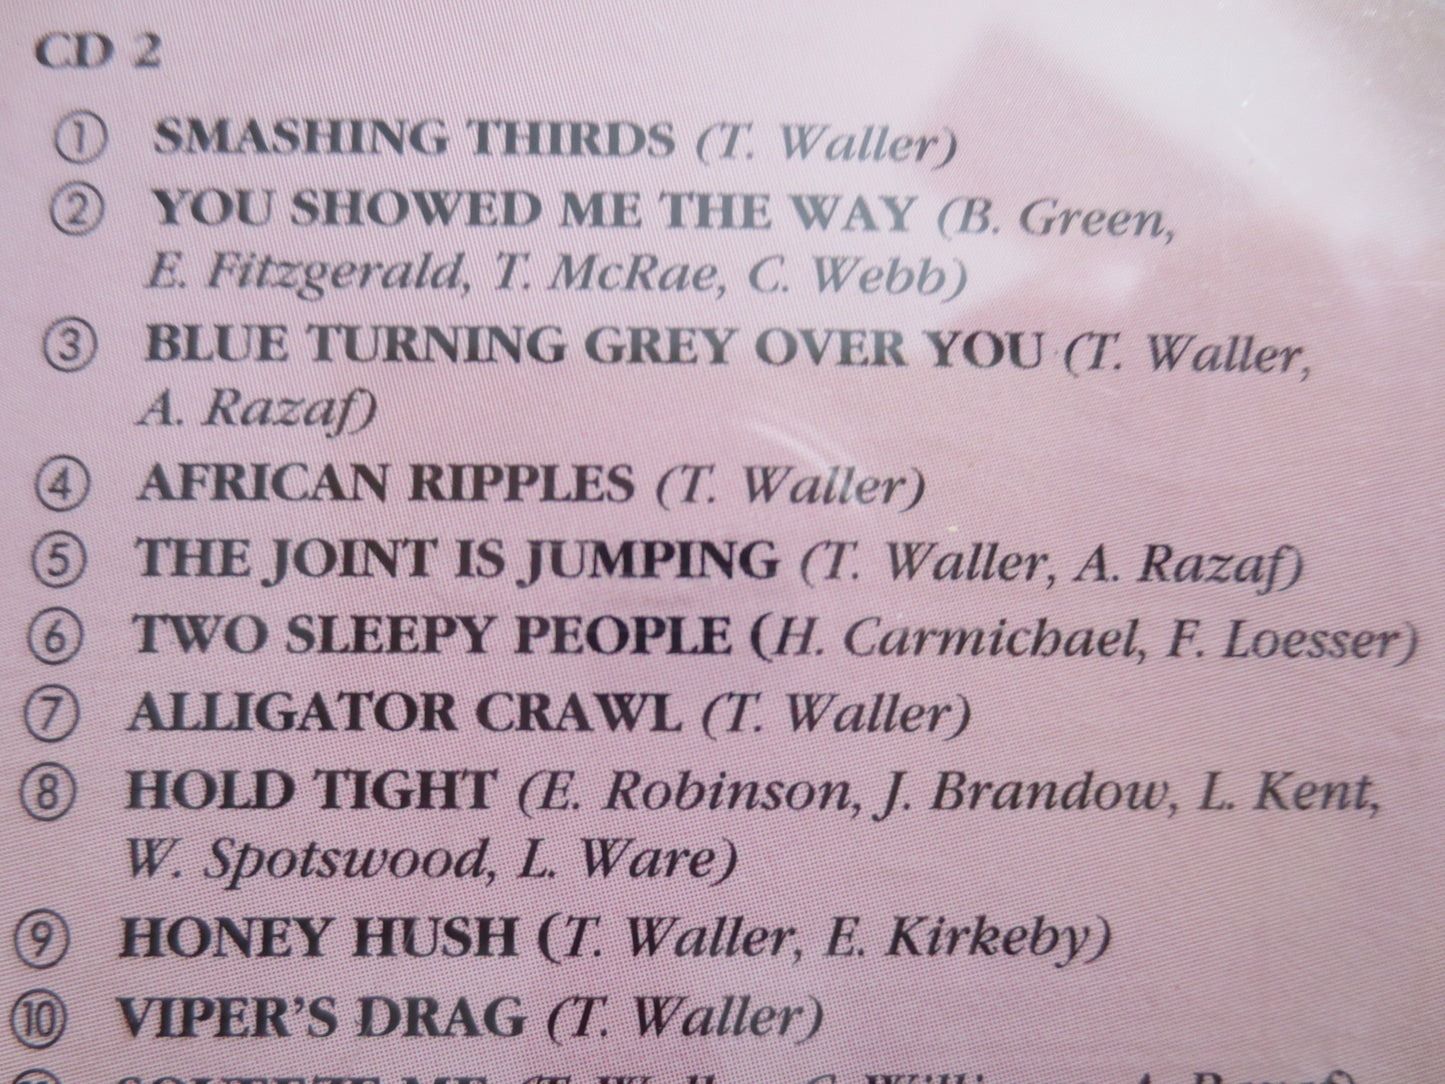 CD 2
① SMASHING THIRDS (T. Waller)
② YOU SHOWED ME THE WAY (B. Green,
E. Fitzgerald, T. McRae, C. Webb)
③ BLUE TURNING GREY OVER YOU (T. Waller,
A. Razaf)
④ AFRICAN RIPPLES (T. Waller)
⑤ THE JOINT IS JUMPING (T. Waller, A. Razaf)
⑥ TWO SLEEPY PEOPLE (H. Carmichael, F. Loesser)
⑦ ALLIGATOR CRAWL (T. Waller)
⑧ HOLD TIGHT (E. Robinson, J. Brandow, L. Kent,
W. Spotswood, L. Ware)
⑨ HONEY HUSH (T. Waller, E. Kirkeby)
⑩ VIPER'S DRAG (T. Waller)